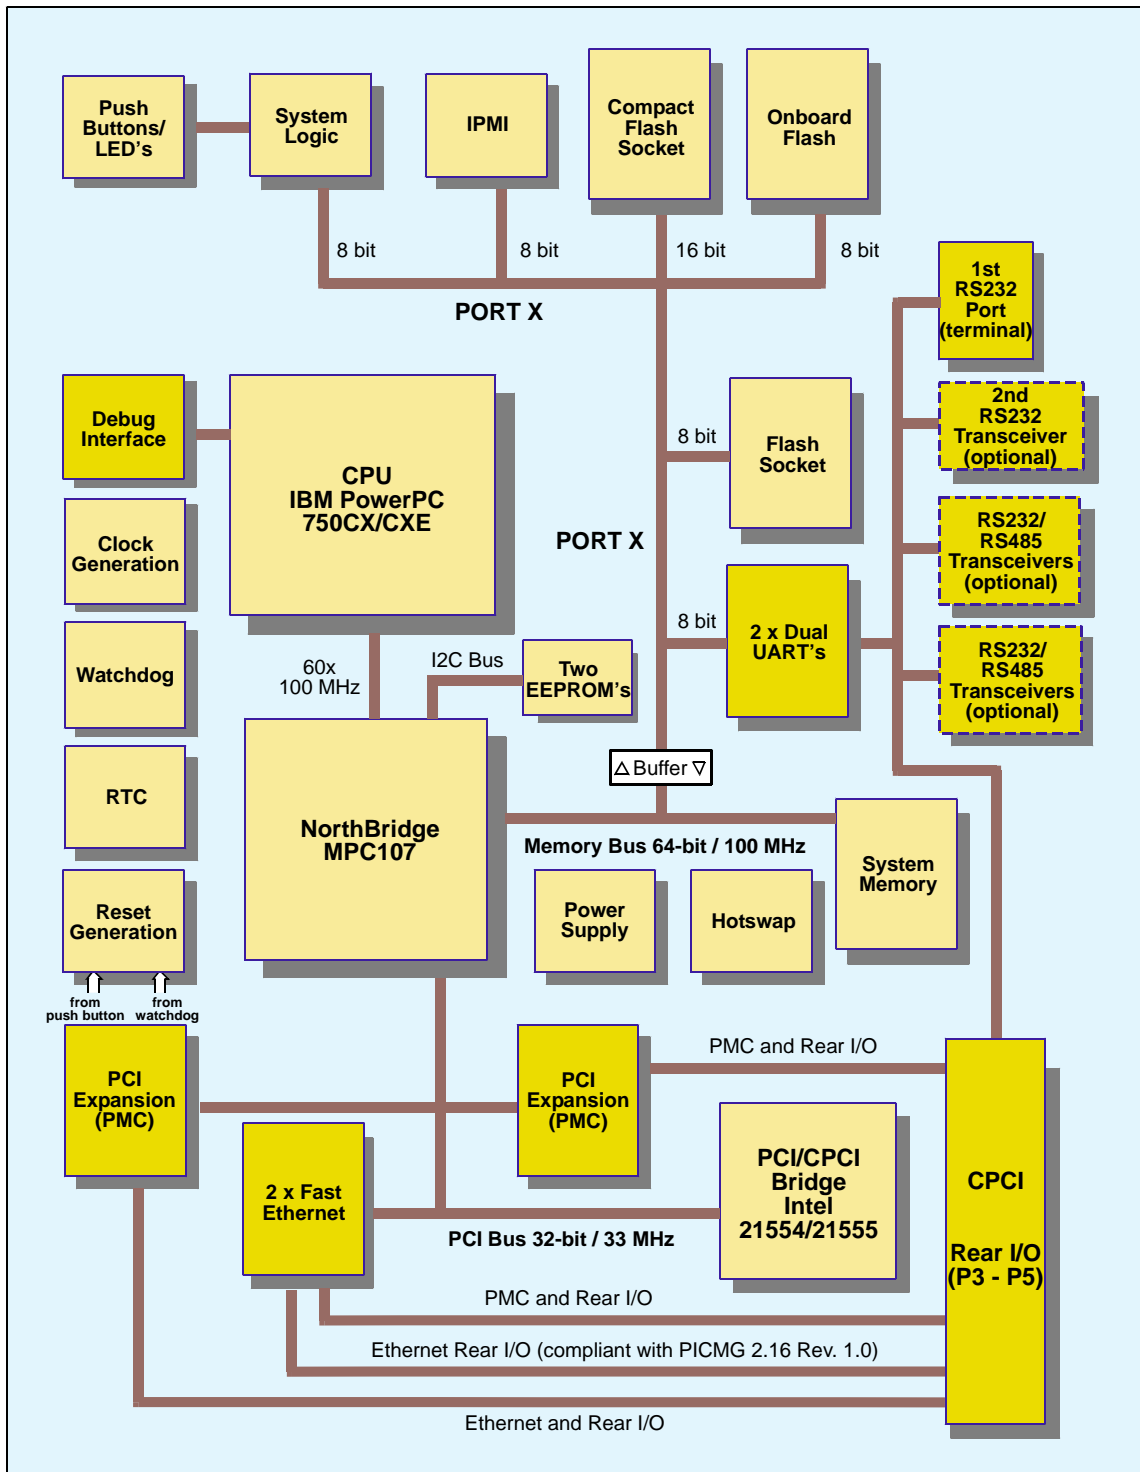 Push
Buttons/
LED's
System
Logic
IPMI
Compact
Flash
Socket
Onboard
Flash
8 bit
8 bit
16 bit
8 bit
PORT X
1st
RS232
Port
(terminal)
Debug
Interface
CPU
IBM PowerPC
750CX/CXE
8 bit
Flash
Socket
2nd
RS232
Transceiver
(optional)
Clock
Generation
PORT X
RS232/
RS485
Transceivers
(optional)
8 bit
2 x Dual
UART's
Watchdog
60x
100 MHz
I2C Bus
Two
EEPROM's
RS232/
RS485
Transceivers
(optional)
RTC
△ Buffer ▽
NorthBridge
MPC107
Memory Bus 64-bit / 100 MHz
System
Memory
Reset
Generation
Power
Supply
Hotswap
from
push button
from
watchdog
PCI
Expansion
(PMC)
PCI
Expansion
(PMC)
PMC and Rear I/O
2 x Fast
Ethernet
PCI/CPCI
Bridge
Intel
21554/21555
CPCI
Rear I/O
(P3 - P5)
PCI Bus 32-bit / 33 MHz
PMC and Rear I/O
Ethernet Rear I/O (compliant with PICMG 2.16 Rev. 1.0)
Ethernet and Rear I/O